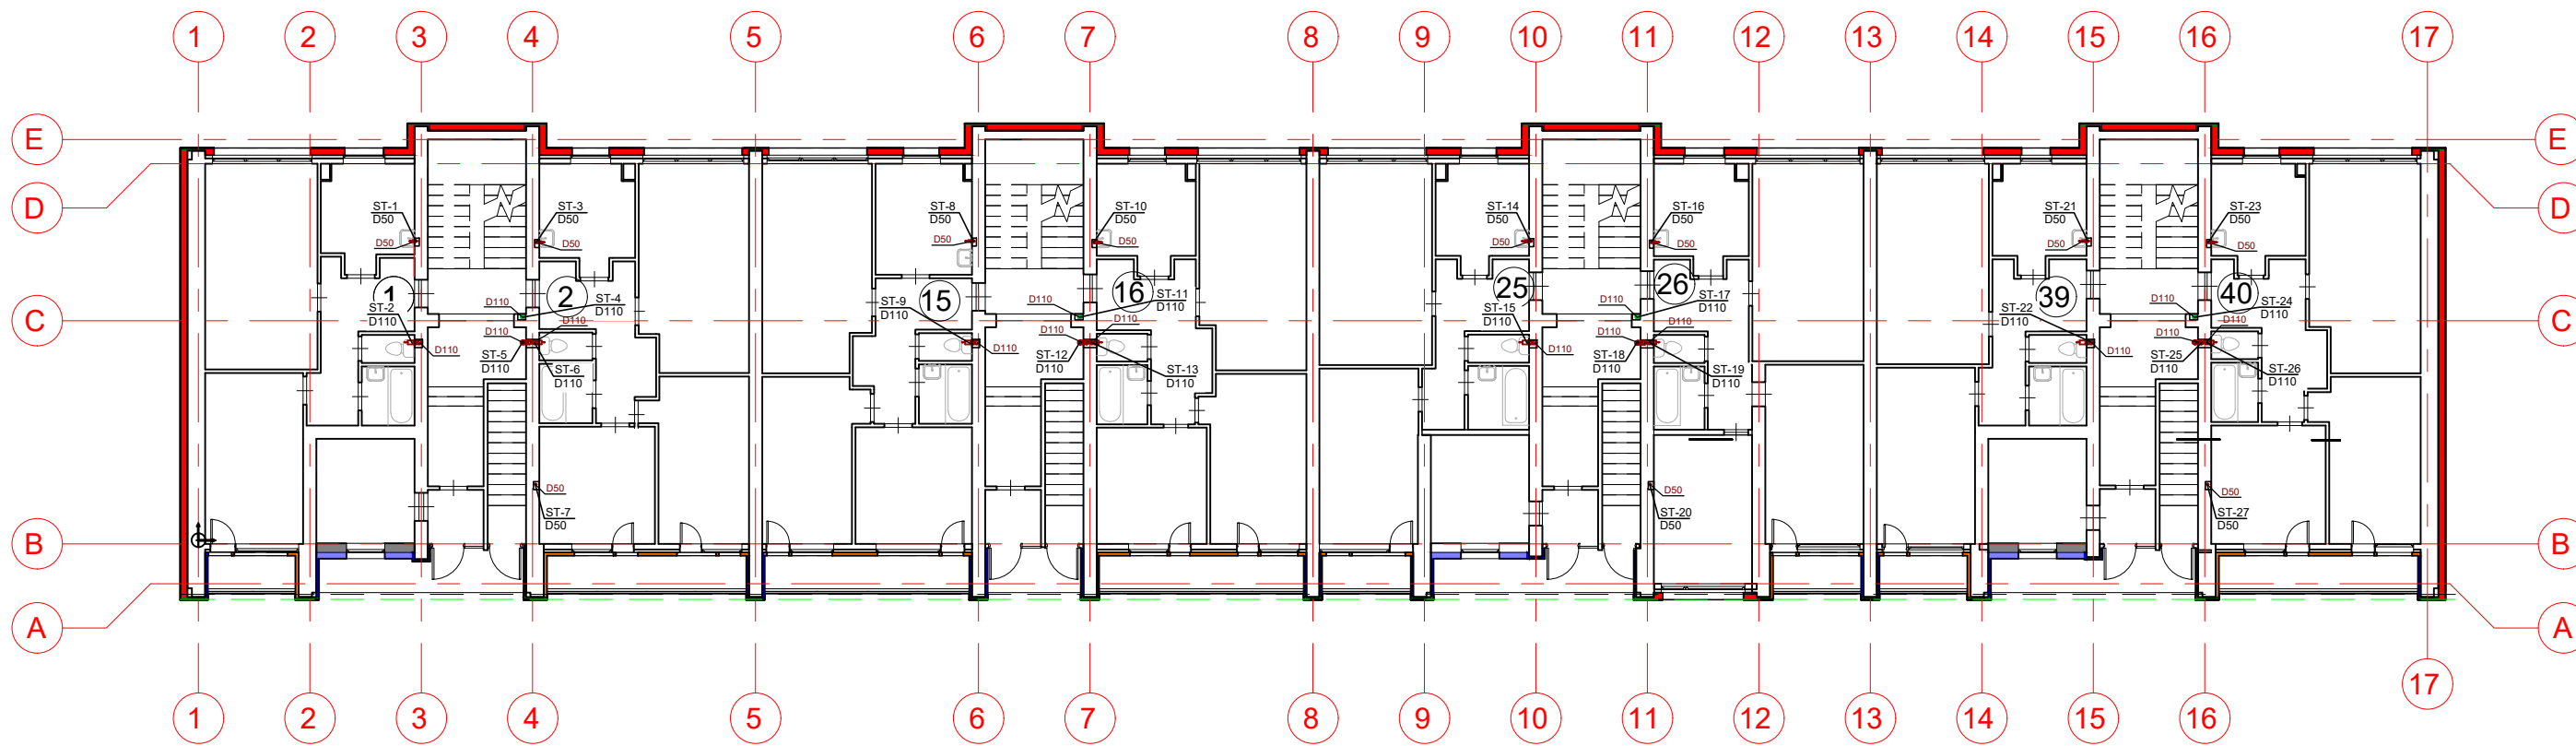 1 2 3 4 5 6 7 8 9 10 11 12 13 14 15 16 17
E E
D D
ST-1
D50
D50
ST-3
D50
D50
ST-8
D50
D50
ST-10
D50
D50
ST-14
D50
D50
ST-16
D50
D50
ST-21
D50
D50
ST-23
D50
D50
1
2
15
16
25
26
39
40
C C
ST-2
D110
D110
D110
ST-4
D110
D110
D110
ST-5
D110
ST-6
D110
ST-9
D110
D110
D110
ST-11
D110
D110
D110
ST-12
D110
ST-13
D110
ST-15
D110
D110
D110
ST-17
D110
D110
ST-18
D110
ST-19
D110
ST-22
D110
D110
D110
ST-24
D110
D110
D110
ST-25
D110
ST-26
D110
D50
ST-7
D50
D50
ST-20
D50
D50
ST-27
D50
B B
A A
1 2 3 4 5 6 7 8 9 10 11 12 13 14 15 16 17